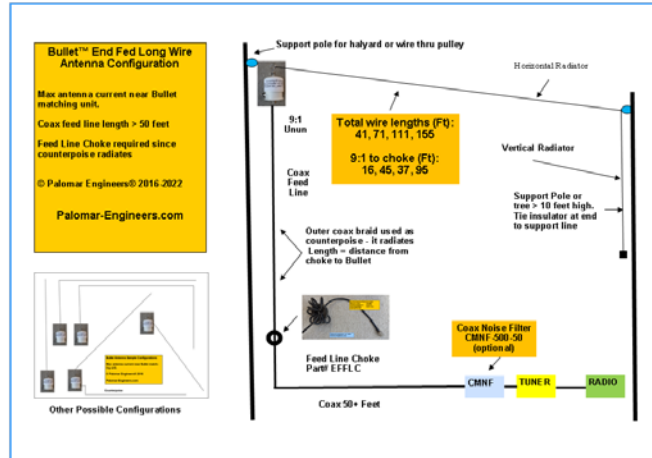 Bullet™ End Fed Long Wire
Antenna Configuration
Max antenna current near Bullet
matching unit,
Coax feed line length > 50 feet
Feed Line Choke required since
counterpoise radiates
© Palomar Engineers® 2016-2022
Palomar-Engineers.com
Support pole for halyard or wire thru pulley
Horizontal Radiator
9:1
Unun
Total wire lengths (Ft):
41, 71, 111, 155
9:1 to choke (Ft):
16, 45, 37, 95
Coax
Feed
Line
Vertical Radiator
Support Pole or
tree > 10 feet high.
Tie insulator at end
to support line
Outer coax braid used as
counterpoise - it radiates
Length = distance from
choke to Bullet
Feed Line Choke
Part# EFFLC
Coax Noise Filter
CMNF-500-50
(optional)
CMNF
TUNER
RADIO
Coax 50+ Feet
Other Possible Configurations